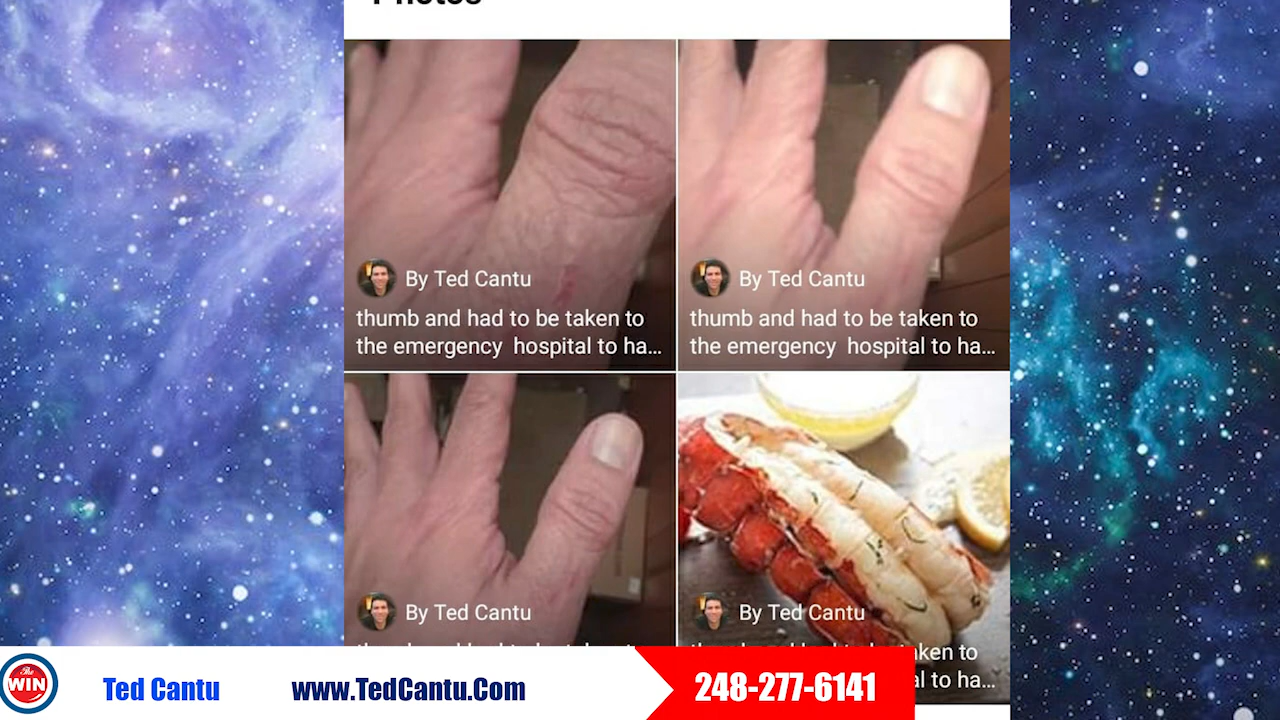 Photos
By Ted Cantu
thumb and had to be taken to
the emergency hospital to ha...
By Ted Cantu
thumb and had to be taken to
the emergency hospital to ha...
By Ted Cantu
By Ted Cantu
taken to
al to ha...
The
WIN
Ted Cantu
www.TedCantu.Com
248-277-6141